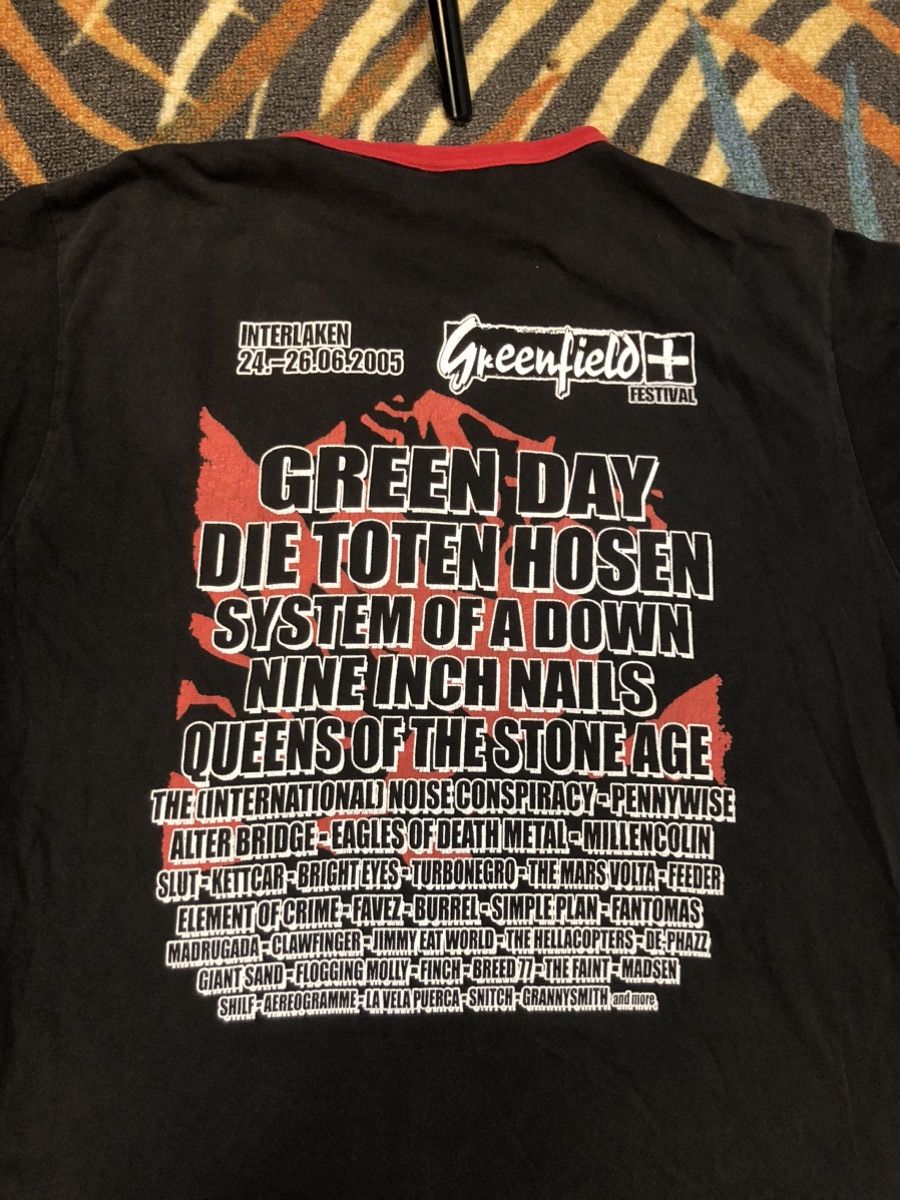 INTERLAKEN
24.-26.06.2005
Greenfield
FESTIVAL
GREEN DAY
DIE TOTEN HOSEN
SYSTEM OF A DOWN
NINE INCH NAILS
QUEENS OF THE STONE AGE
THE (INTERNATIONAL) NOISE CONSPIRACY - PENNYWISE
ALTER BRIDGE - EAGLES OF DEATH METAL - MILLENCOLIN
SLUT - KETTCAR - BRIGHT EYES - TURBONEGRO - THE MARS VOLTA - FEEDER
ELEMENT OF CRIME - FAVEZ - BURREL - SIMPLE PLAN - FANTOMAS
MADRUGADA - CLAWFINGER - JIMMY EAT WORLD - THE HELLACOPTERS - DE-PHAZZ
GIANT SAND - FLOGGING MOLLY - FINCH - BREED 77 - THE FAINT - MADSEN
SHILF - AEREOGRAMME - LA VELA PUERCA - SNITCH - GRANNYSMITH and more